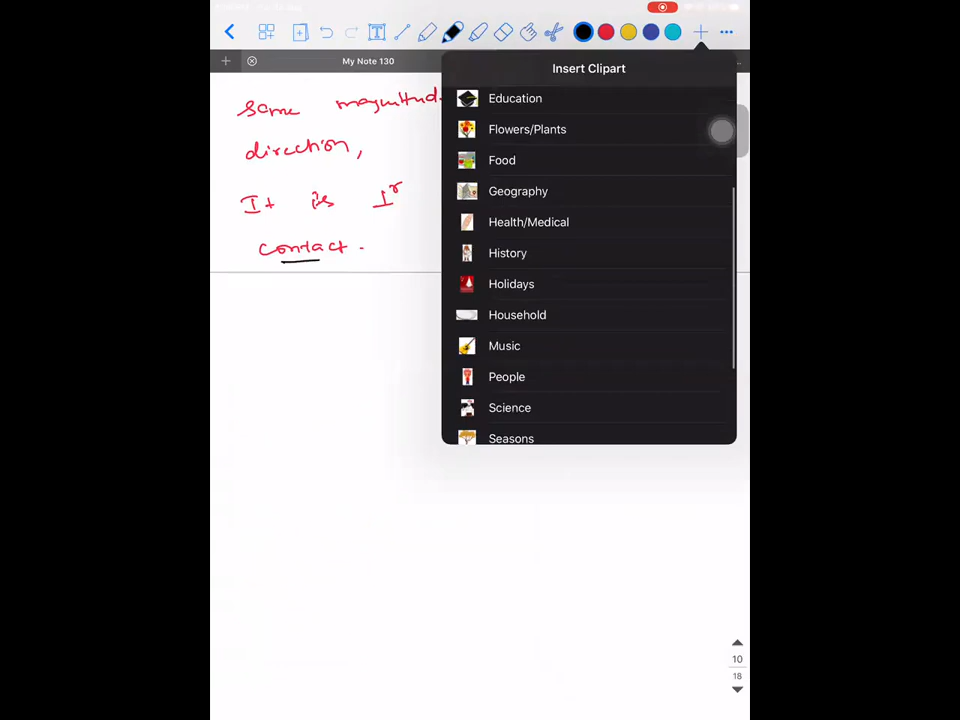 My Note 130
Insert Clipart
Education
Flowers/Plants
Food
Geography
Health/Medical
History
Holidays
Household
Music
People
Science
Seasons
same magnitud
direction,
It is
contact.
10
18